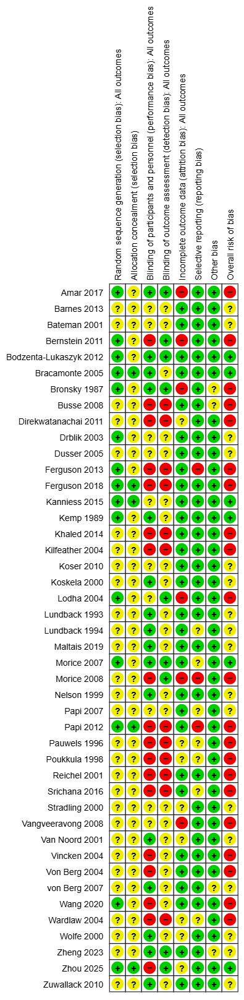 Random sequence generation (selection bias): All outcomes
Allocation concealment (selection bias)
Blinding of participants and personnel (performance bias): All outcomes
Blinding of outcome assessment (detection bias): All outcomes
Incomplete outcome data (attrition bias): All outcomes
Selective reporting (reporting bias)
Other bias
Overall risk of bias
Amar 2017 + ? + + − + + −
Barnes 2013 ? ? ? ? + + + ?
Bateman 2001 ? ? ? ? + + + ?
Bernstein 2011 + ? − + − + + −
Bodzenta-Lukaszyk 2012 + ? + + + + + +
Bracamonte 2005 + + + ? + + + +
Bronsky 1987 + ? + + − + ? −
Busse 2008 ? ? − − + + ? −
Direkwatanachai 2011 ? ? − − ? + + −
Drblik 2003 + ? ? ? + + + ?
Dusser 2005 ? ? ? ? + + + ?
Ferguson 2013 + ? − − + − + −
Ferguson 2018 + + − − + + + −
Kanniess 2015 + + ? ? + + + +
Kemp 1989 + ? + ? + + + +
Khaled 2014 ? ? − − + + + −
Kilfeather 2004 ? ? − − + + + −
Koser 2010 ? ? ? ? + + + ?
Koskela 2000 ? ? + ? + + + ?
Lodha 2004 + ? ? + − + + −
Lundback 1993 ? ? + ? + + + ?
Lundback 1994 ? ? + ? + ? + ?
Maltais 2019 ? ? + ? + + + ?
Morice 2007 + ? + + + ? + +
Morice 2008 ? ? − + − − + −
Nelson 1999 ? ? + ? + + + ?
Papi 2007 ? ? ? ? + ? + ?
Papi 2012 + + − − + − + −
Pauwels 1996 ? ? − − ? ? + −
Poukkula 1998 ? ? − − ? ? + −
Reichel 2001 ? ? − − + + + −
Srichana 2016 ? ? − − + ? + −
Stradling 2000 ? ? ? ? ? + + ?
Vangveeravong 2008 ? ? ? ? − + + −
Van Noord 2001 ? ? + ? ? + + ?
Vincken 2004 ? ? − ? + + + −
Von Berg 2004 ? ? − ? + + + −
von Berg 2007 ? ? + ? + + ? ?
Wang 2020 + ? − ? + + + −
Wardlaw 2004 ? ? − − ? ? + −
Wolfe 2000 ? ? + ? ? + + ?
Zheng 2023 ? ? + + + + ? ?
Zhou 2025 + + − + ? + + +
Zuwallack 2010 ? ? + ? + + + ?